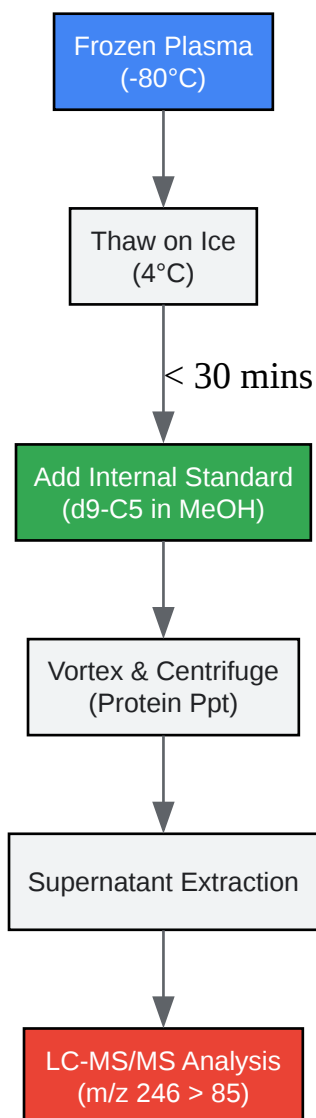 Frozen Plasma
(-80°C)
Thaw on Ice
(4°C)
< 30 mins
Add Internal Standard
(d9-C5 in MeOH)
Vortex & Centrifuge
(Protein Ppt)
Supernatant Extraction
LC-MS/MS Analysis
(m/z 246 > 85)